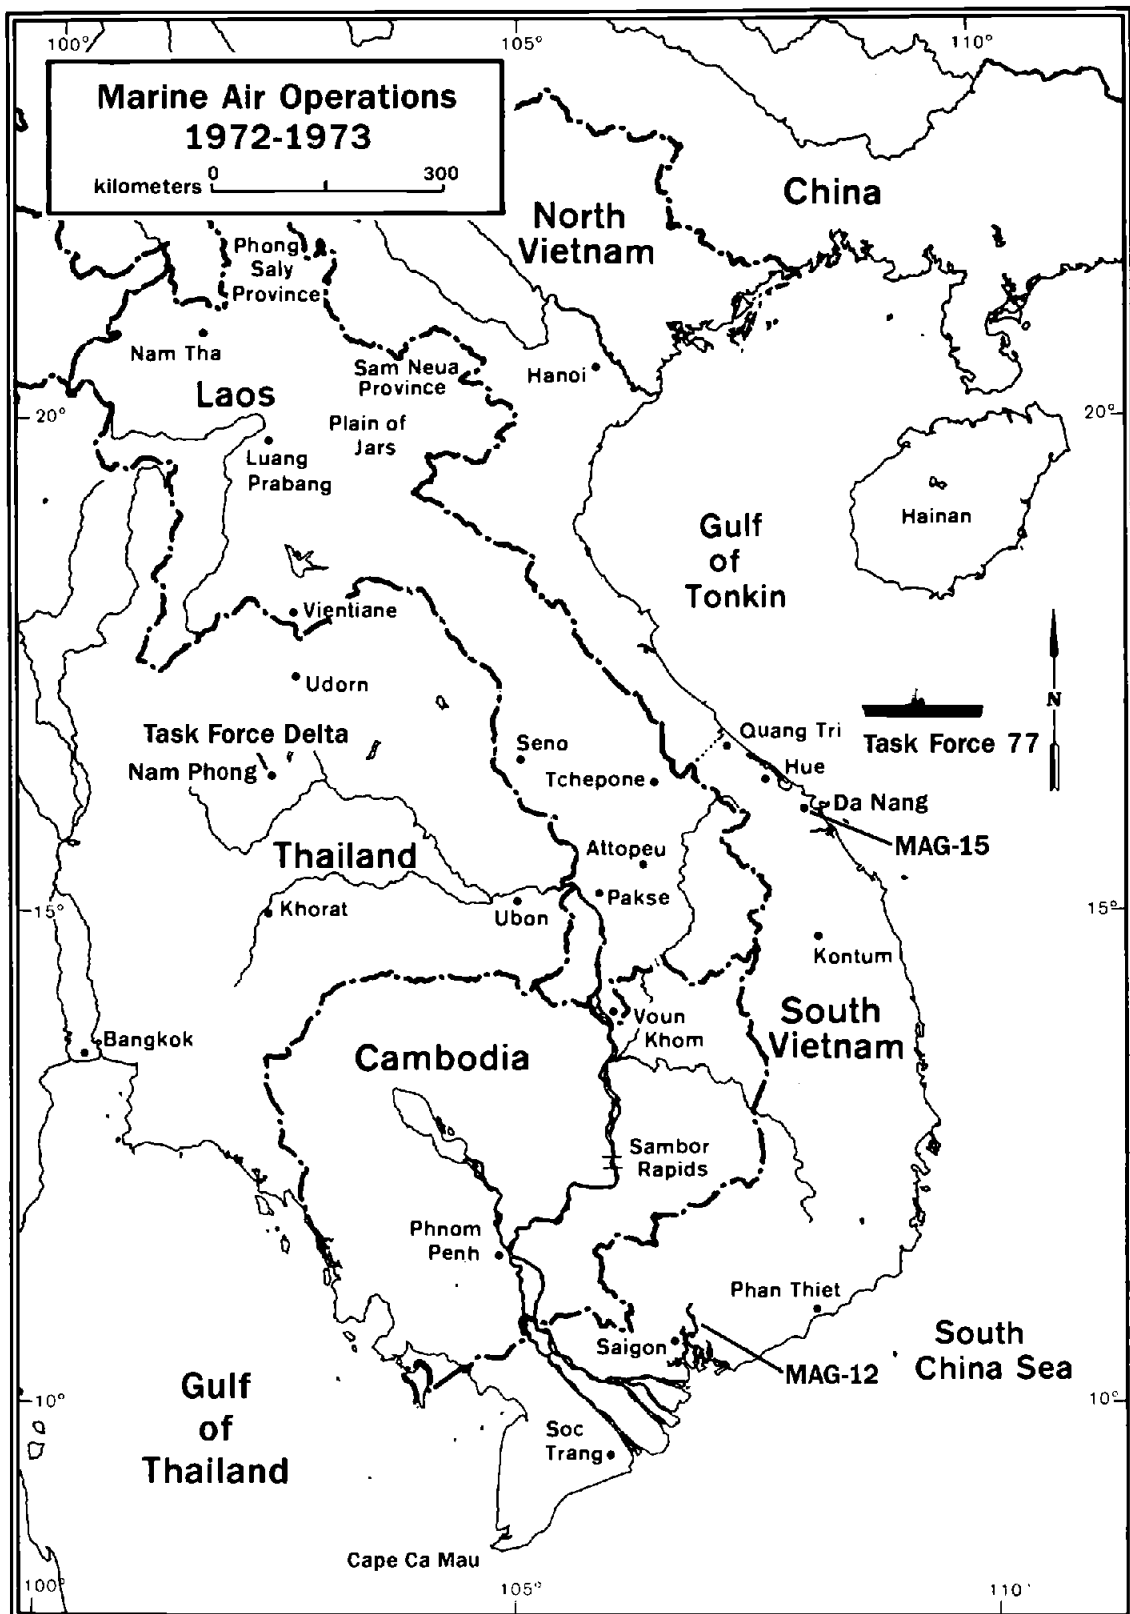 100°
105°
110°
Marine Air Operations
1972-1973
kilometers 0 300
China
North
Vietnam
Phong
Saly
Province
Nam Tha
Sam Neua
Province
Hanoi
Laos
20°
20°
Plain of
Jars
Luang
Prabang
Hainan
Gulf
of
Tonkin
Vientiane
Udorn
N
Task Force Delta
Nam Phong
Seno
Tchepone
Quang Tri
Hue
Task Force 77
Da Nang
MAG-15
Thailand
Attopeu
Pakse
Khorat
Ubon
15°
15°
Kontum
Voun
Khom
South
Vietnam
Bangkok
Cambodia
Sambor
Rapids
Phnom
Penh
Phan Thiet
Saigon
South
China Sea
MAG-12
Gulf
of
Thailand
10°
10°
Soc
Trang
Cape Ca Mau
100°
105°
110'